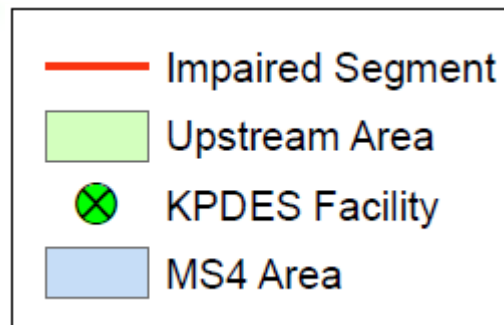 Impaired Segment
Upstream Area
KPDES Facility
MS4 Area